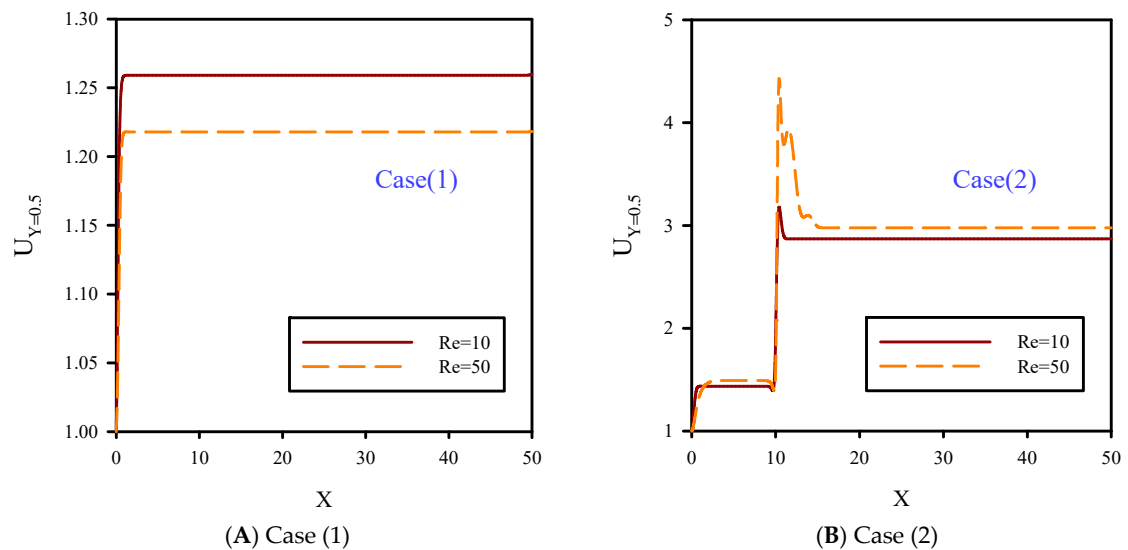 1.30
1.25
1.20
1.15
1.10
1.05
1.00
U Y=0.5
Case(1)
Re=10
Re=50
0 10 20 30 40 50
X
(A) Case (1)
5
4
3
2
1
U Y=0.5
Case(2)
Re=10
Re=50
0 10 20 30 40 50
X
(B) Case (2)